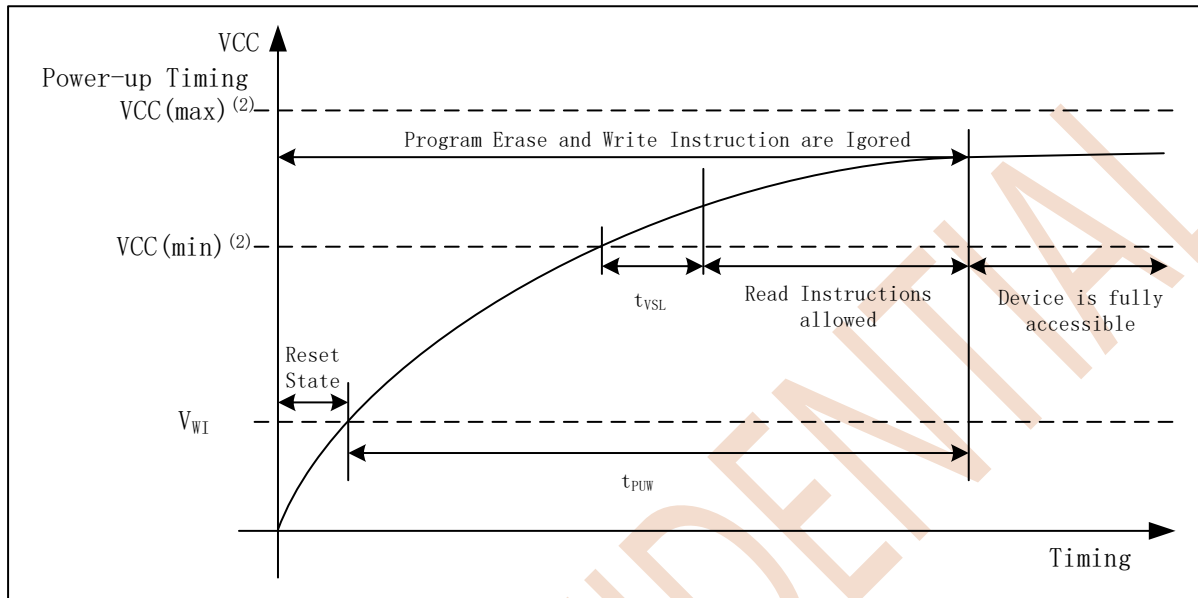 VCC
Power-up Timing
VCC(max)(2)
Program Erase and Write Instruction are Igored
VCC(min)(2)
tVSL
Read Instructions
allowed
Device is fully
accessible
Reset
State
VWI
tPUW
Timing